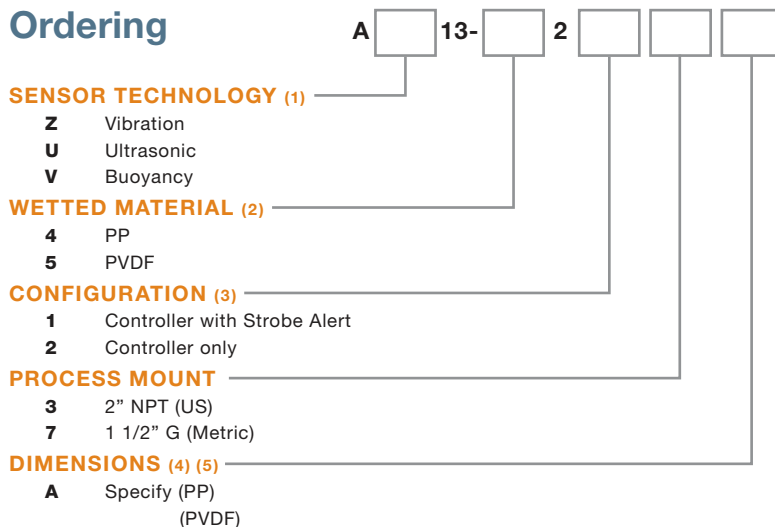 Ordering
A 13- 2
SENSOR TECHNOLOGY (1)
Z Vibration
U Ultrasonic
V Buoyancy
WETTED MATERIAL (2)
4 PP
5 PVDF
CONFIGURATION (3)
1 Controller with Strobe Alert
2 Controller only
PROCESS MOUNT
3 2” NPT (US)
7 1 1/2” G (Metric)
DIMENSIONS (4) (5)
A Specify (PP)
(PVDF)